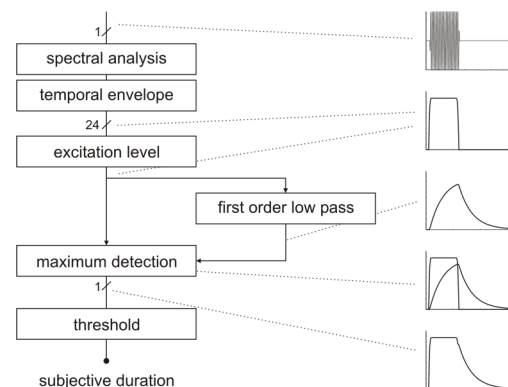 1
spectral analysis
temporal envelope
24
excitation level
first order low pass
maximum detection
1
threshold
subjective duration